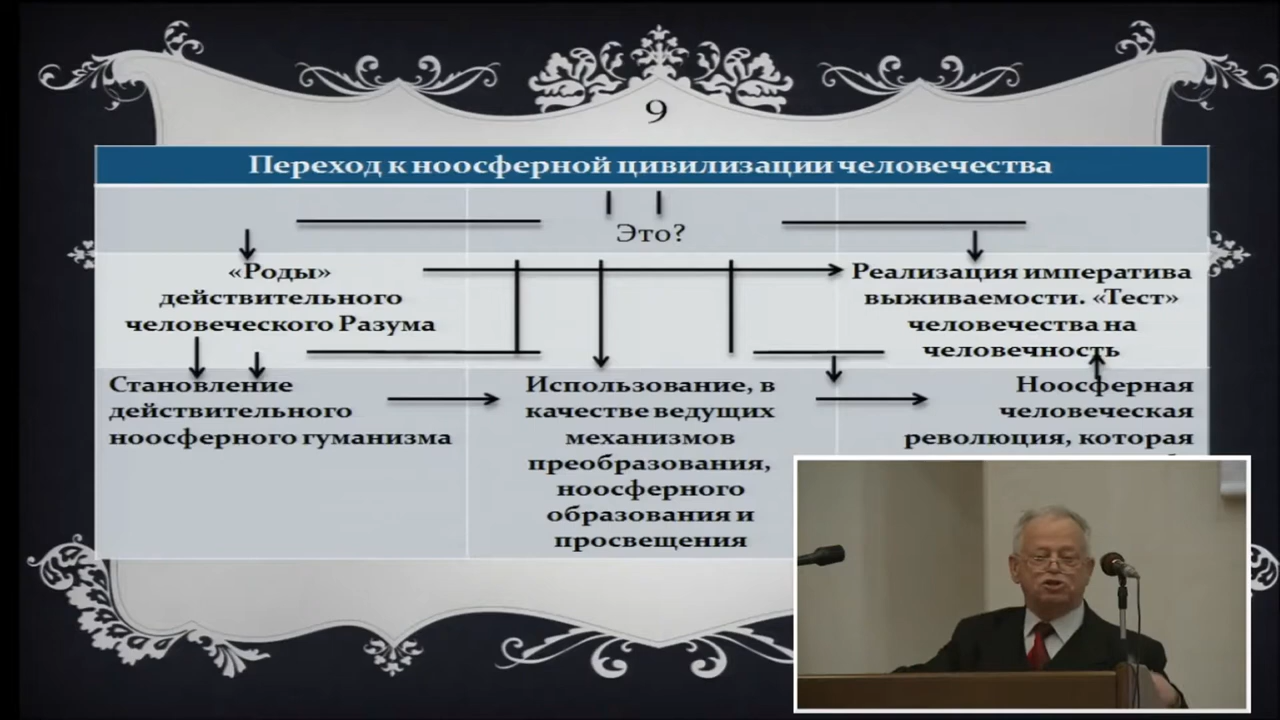 9
Переход к ноосферной цивилизации человечества
Это?
«Роды»
действительного
человеческого Разума
Реализация императива
выживаемости. «Тест»
человечества на
человечность
Становление
действительного
ноосферного гуманизма
Использование, в
качестве ведущих
механизмов
преобразования,
ноосферного
образования и
просвещения
Ноосферная
человеческая
революция, которая